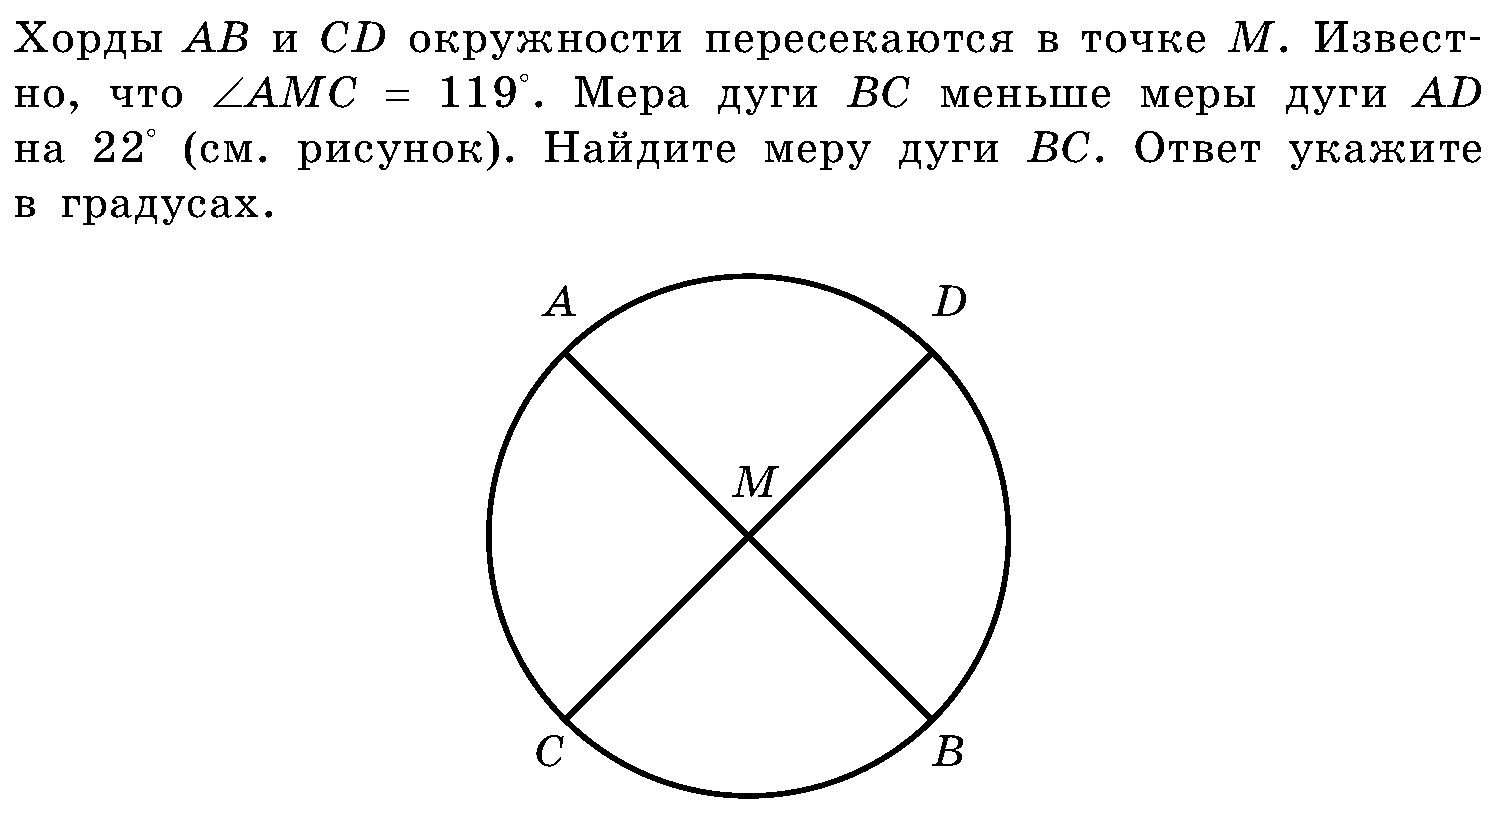 Хорды AB и CD окружности пересекаются в точке M. Извест-
но, что ∠AMC = 119°. Мера дуги BC меньше меры дуги AD
на 22° (см. рисунок). Найдите меру дуги BC. Ответ укажите
в градусах.
A
D
M
C
B